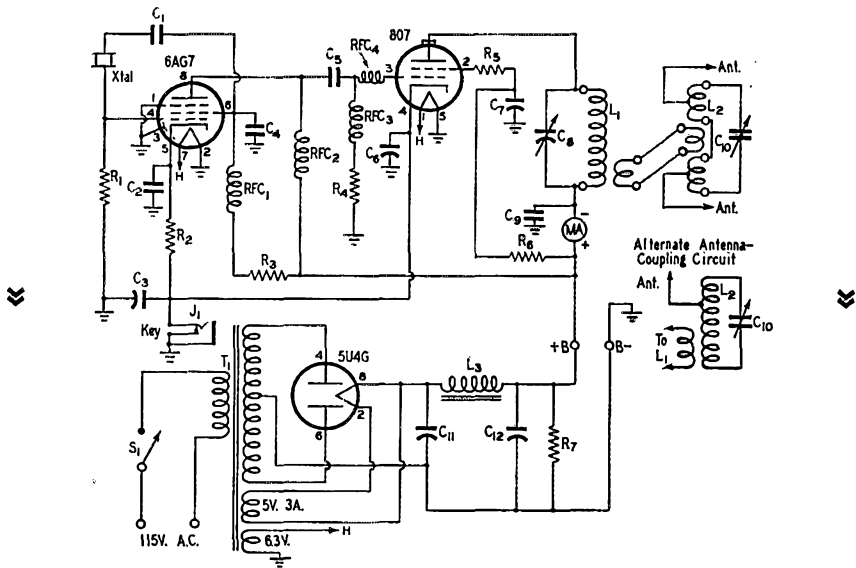 C1
Xtal
6AG7
8
1
4
3
5
7
2
6
H
C4
R1
C2
R2
C3
RFC1
RFC2
R3
J1
Key
C5
RFC4
RFC3
R4
807
3
2
4
1
5
H
C6
R5
C7
R6
C8
L1
C9
-
MA
+
Ant.
L2
C10
Ant.
Alternate Antenna-
Coupling Circuit
Ant.
L2
C10
To
L1
+B
B-
T1
5U4G
4
8
2
6
L3
C11
C12
R7
S1
115V. A.C.
5V. 3A.
6.3V.
H